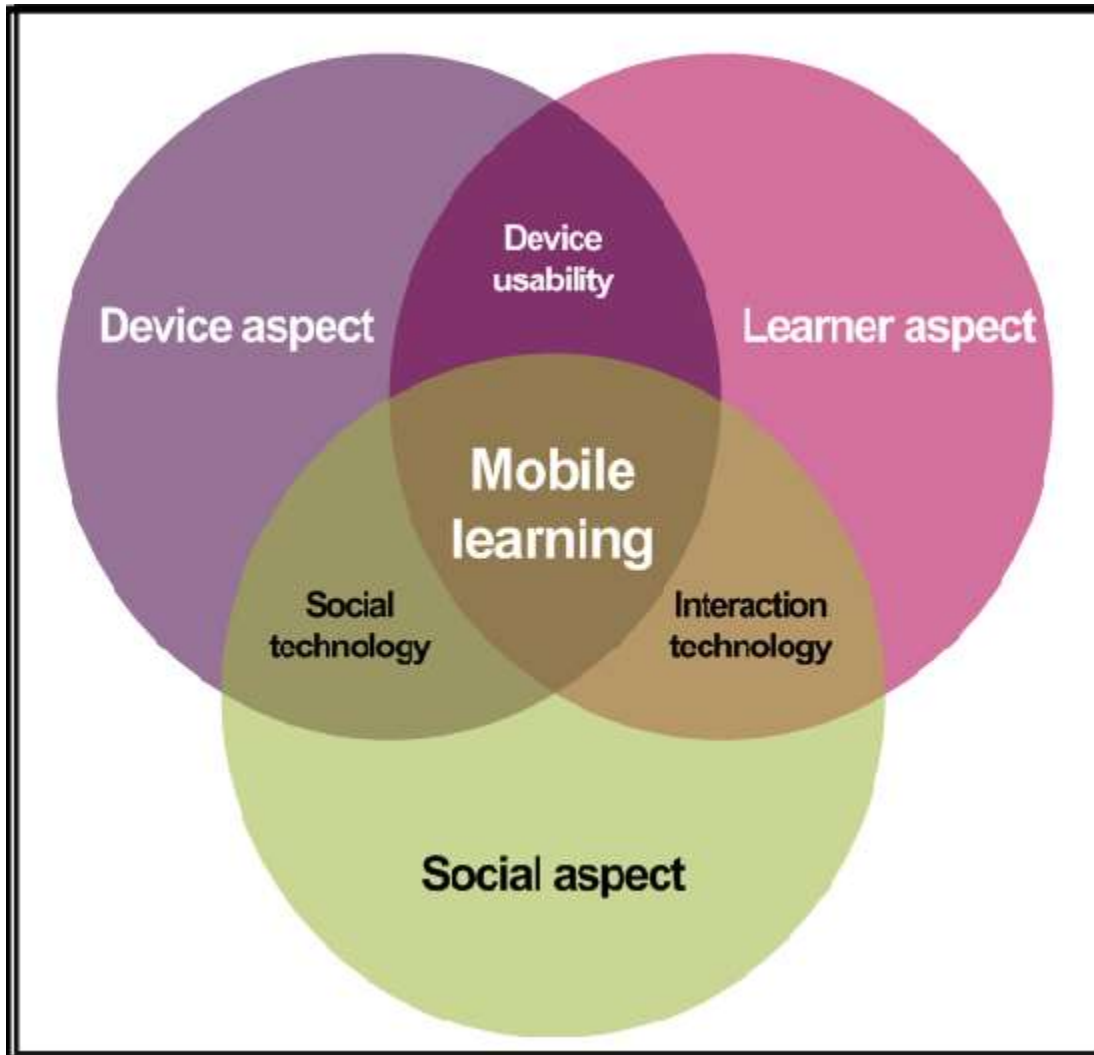 Device
usability
Device aspect
Learner aspect
Mobile
learning
Social
technology
Interaction
technology
Social aspect